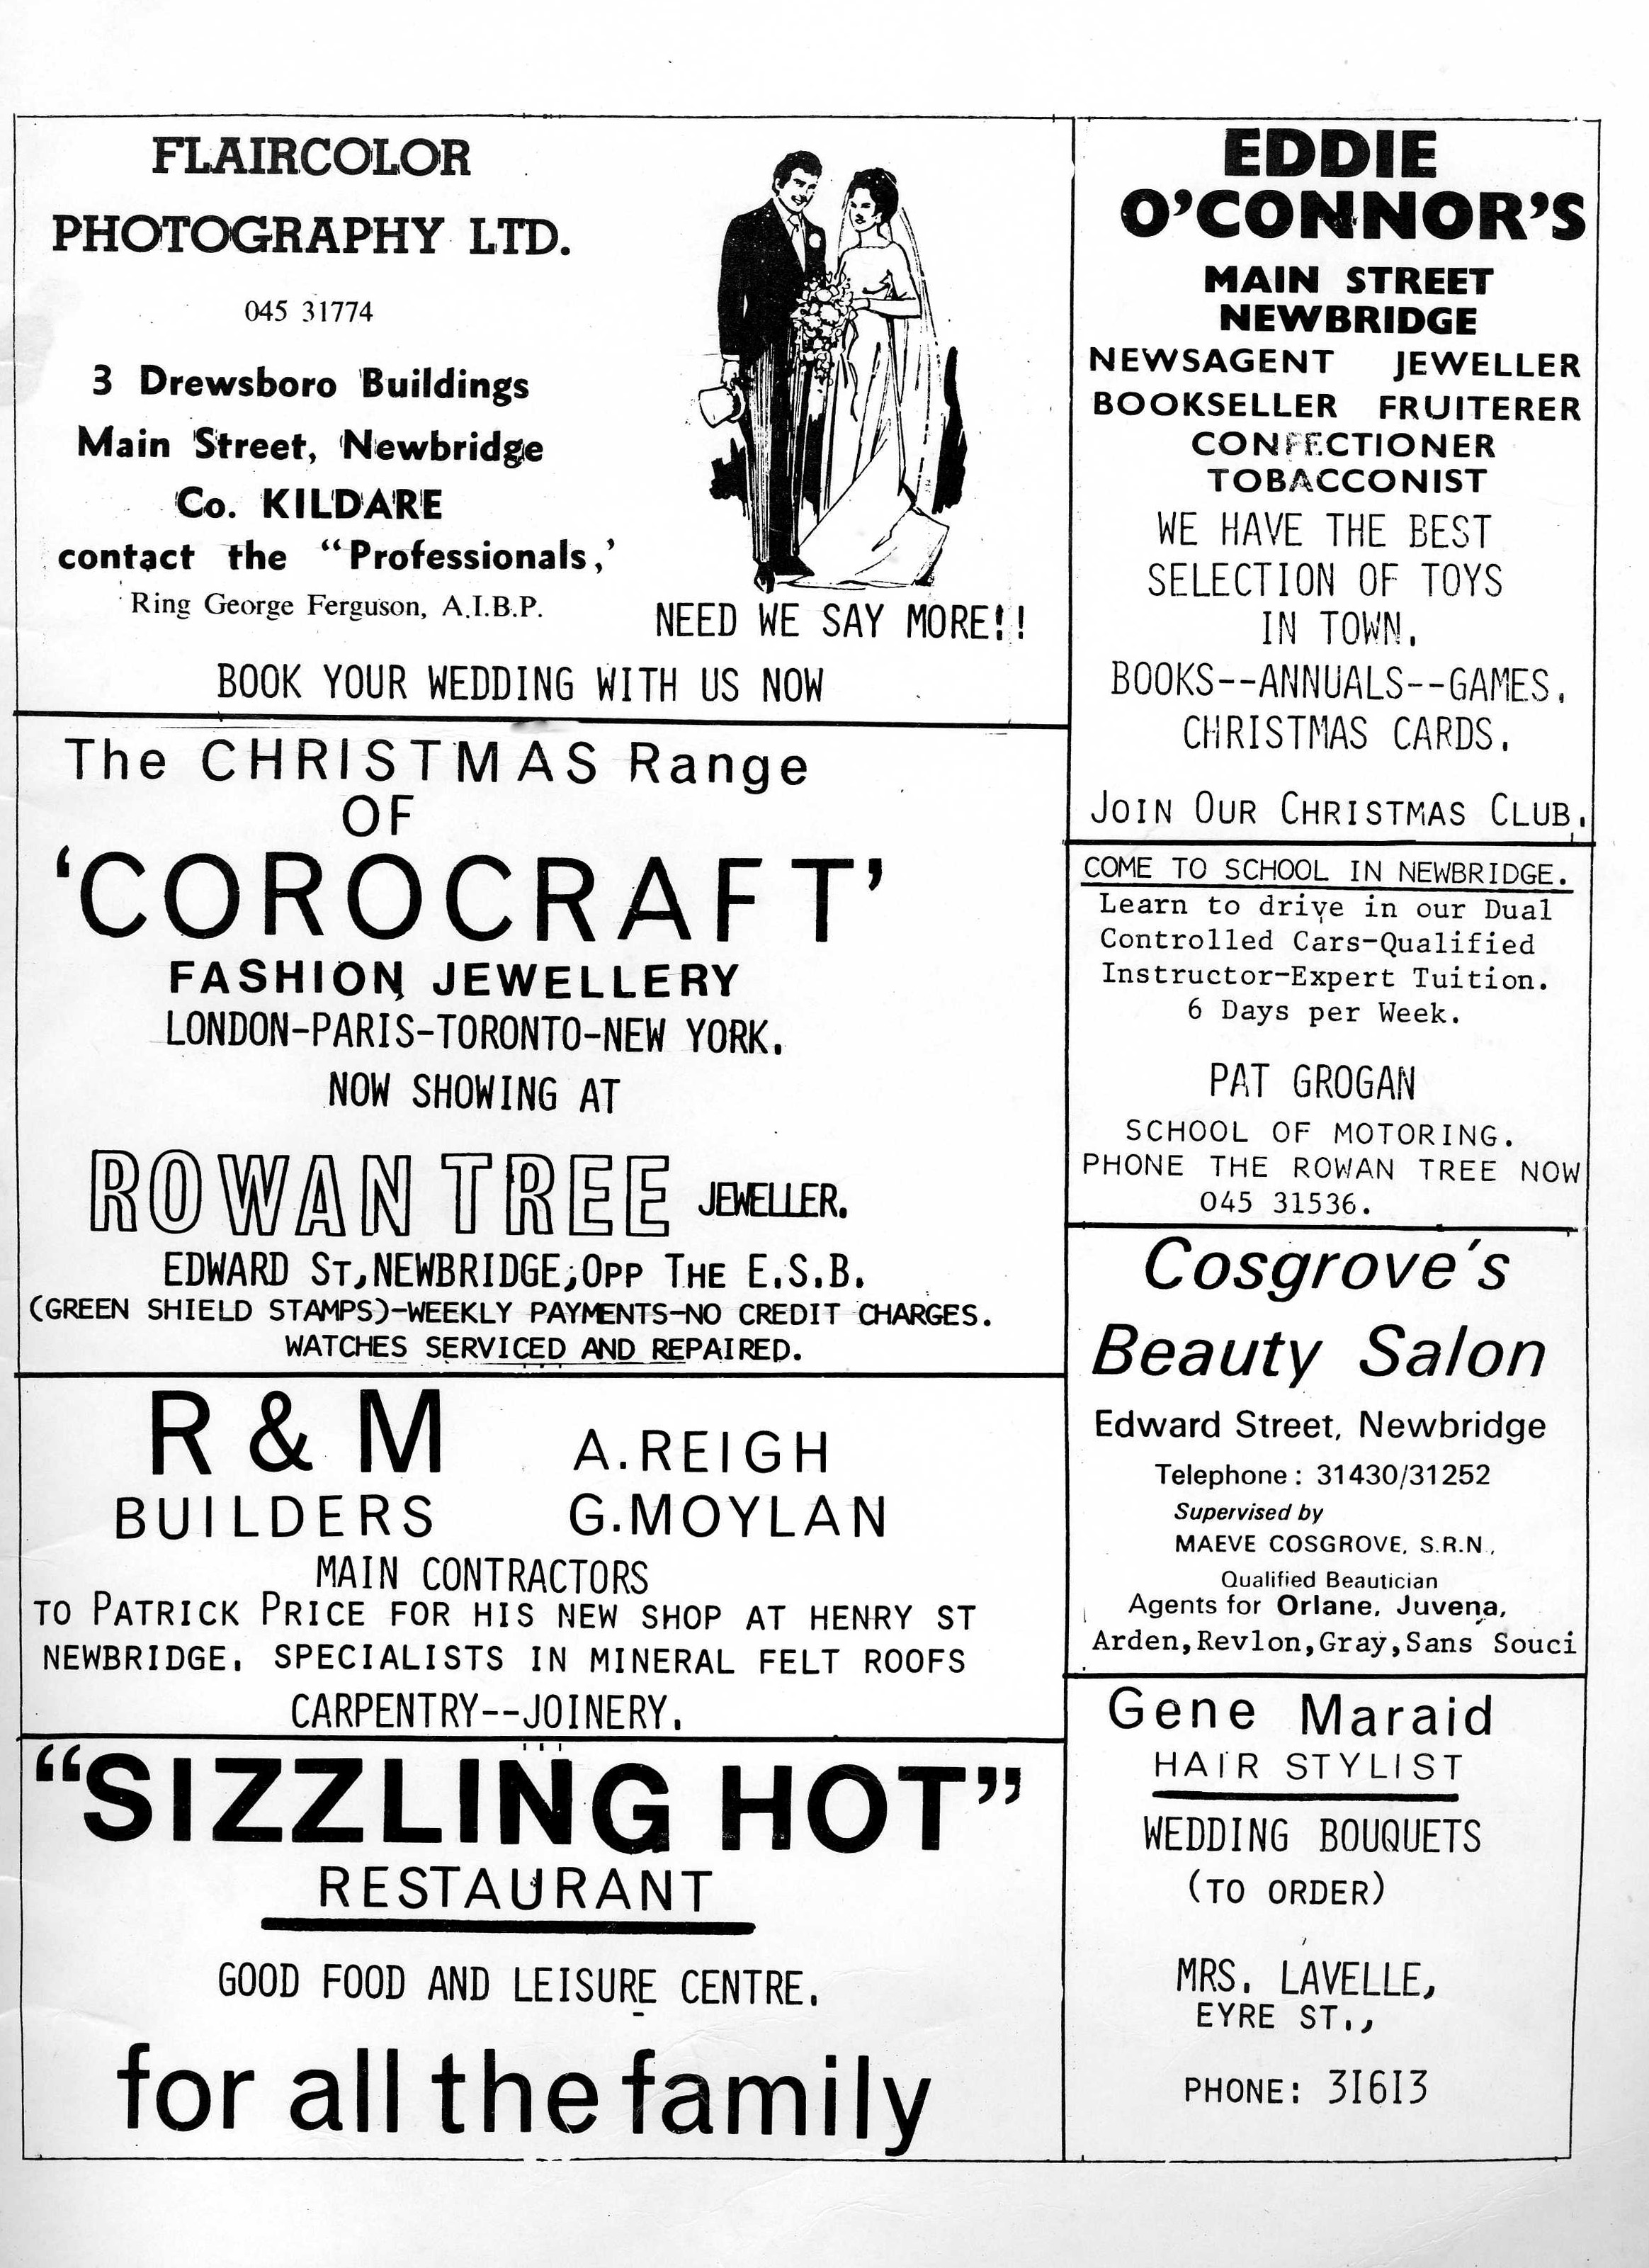 FLAIRCOLOR
PHOTOGRAPHY LTD.
045 31774
3 Drewsboro Buildings
Main Street, Newbridge
Co. KILDARE
contact the "Professionals,'
Ring George Ferguson, A.I.B.P.
NEED WE SAY MORE!!
BOOK YOUR WEDDING WITH US NOW
The CHRISTMAS Range
OF
'COROCRAFT'
FASHION JEWELLERY
LONDON-PARIS-TORONTO-NEW YORK.
NOW SHOWING AT
ROWAN TREE JEWELLER.
EDWARD ST,NEWBRIDGE;OPP THE E.S.B.
(GREEN SHIELD STAMPS)-WEEKLY PAYMENTS-NO CREDIT CHARGES.
WATCHES SERVICED AND REPAIRED.
R & M A.REIGH
BUILDERS G.MOYLAN
MAIN CONTRACTORS
TO PATRICK PRICE FOR HIS NEW SHOP AT HENRY ST
NEWBRIDGE. SPECIALISTS IN MINERAL FELT ROOFS
CARPENTRY--JOINERY.
"SIZZLING HOT"
RESTAURANT
GOOD FOOD AND LEISURE CENTRE.
for all the family
EDDIE
O'CONNOR'S
MAIN STREET
NEWBRIDGE
NEWSAGENT JEWELLER
BOOKSELLER FRUITERER
CONFECTIONER
TOBACCONIST
WE HAVE THE BEST
SELECTION OF TOYS
IN TOWN.
BOOKS--ANNUALS--GAMES.
CHRISTMAS CARDS.
JOIN OUR CHRISTMAS CLUB.
COME TO SCHOOL IN NEWBRIDGE.
Learn to drive in our Dual
Controlled Cars-Qualified
Instructor-Expert Tuition.
6 Days per Week.
PAT GROGAN
SCHOOL OF MOTORING.
PHONE THE ROWAN TREE NOW
045 31536.
Cosgrove's
Beauty Salon
Edward Street, Newbridge
Telephone: 31430/31252
Supervised by
MAEVE COSGROVE, S.R.N.,
Qualified Beautician
Agents for Orlane, Juvena,
Arden,Revlon,Gray,Sans Souci
Gene Maraid
HAIR STYLIST
WEDDING BOUQUETS
(TO ORDER)
MRS. LAVELLE,
EYRE ST.,
PHONE: 31613